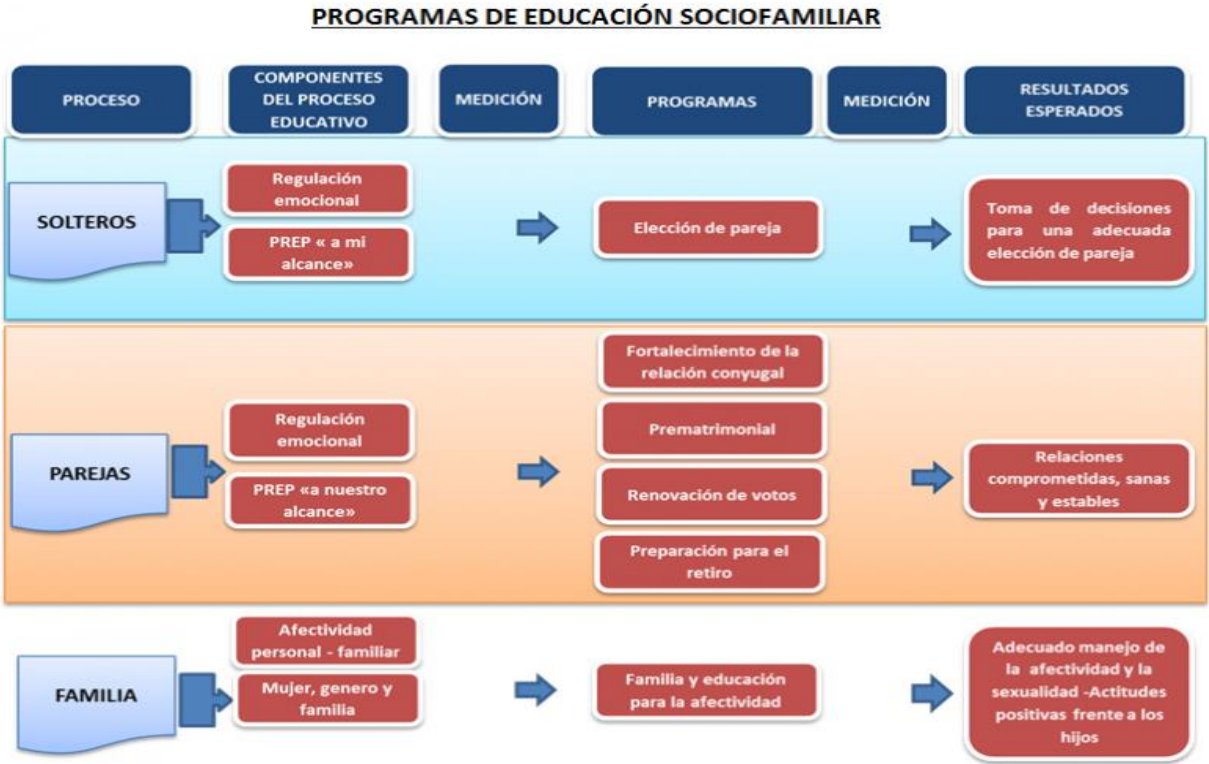 PROGRAMAS DE EDUCACIÓN SOCIOFAMILIAR
PROCESO
COMPONENTES
DEL PROCESO
EDUCATIVO
MEDICIÓN
PROGRAMAS
MEDICIÓN
RESULTADOS
ESPERADOS
SOLTEROS
Regulación
emocional
PREP « a mi
alcance»
Elección de pareja
Toma de decisiones
para una adecuada
elección de pareja
PAREJAS
Regulación
emocional
PREP «a nuestro
alcance»
Fortalecimiento de la
relación conyugal
Prematrimonial
Renovación de votos
Preparación para el
retiro
Relaciones
comprometidas, sanas
y estables
FAMILIA
Afectividad
personal - familiar
Mujer, genero y
familia
Familia y educación
para la afectividad
Adecuado manejo de
la afectividad y la
sexualidad -Actitudes
positivas frente a los
hijos